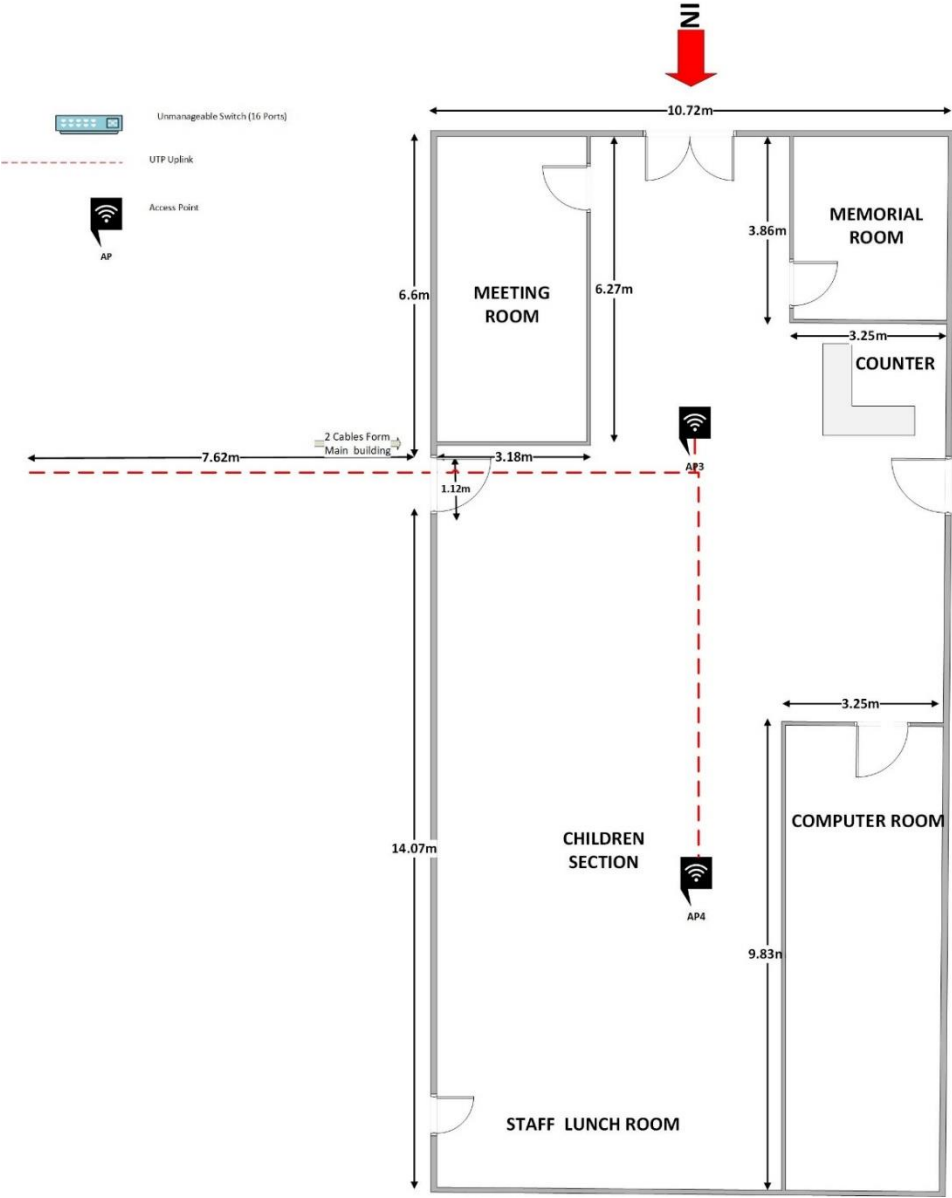 IN
10.72m
Unmanageable Switch (16 Ports)
UTP Uplink
Access Point
AP
MEMORIAL
ROOM
3.86m
6.6m
MEETING
ROOM
6.27m
3.25m
COUNTER
2 Cables Form
Main building
7.62m
3.18m
AP3
1.12m
3.25m
COMPUTER ROOM
CHILDREN
SECTION
14.07m
AP4
9.83m
STAFF LUNCH ROOM